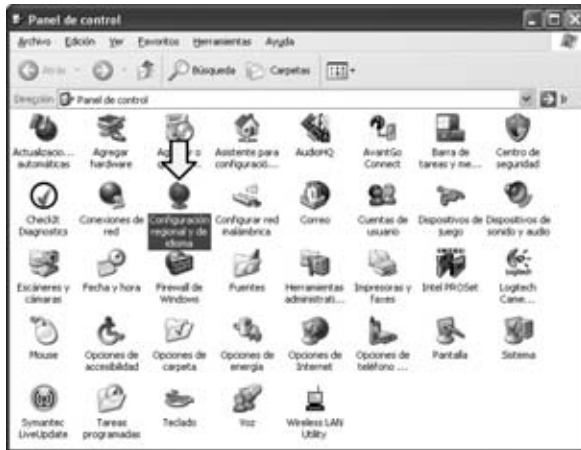 Panel de control
Archivo Edición Ver Favoritos Herramientas Ayuda
Atrás Búsqueda Carpetas
Dirección Panel de control
Actualizacio... automáticas
Agregar hardware
Asistente para configuració...
AudioHQ
AvantGo Connect
Barra de tareas y me...
Centro de seguridad
CheckIt Diagnostics
Conexiones de red
Configuración regional y de idioma
Configurar red inalámbrica
Correo
Cuentas de usuario
Dispositivos de juego
Dispositivos de sonido y audio
Escáneres y cámaras
Fecha y hora
Firewall de Windows
Fuentes
Herramientas administrati...
Impresoras y faxes
Intel PROSet
Logitech Came...
Mouse
Opciones de accesibilidad
Opciones de carpeta
Opciones de energía
Opciones de Internet
Opciones de teléfono ...
Pantalla
Sistema
Symantec LiveUpdate
Tareas programadas
Teclado
Voz
Wireless LAN Utility